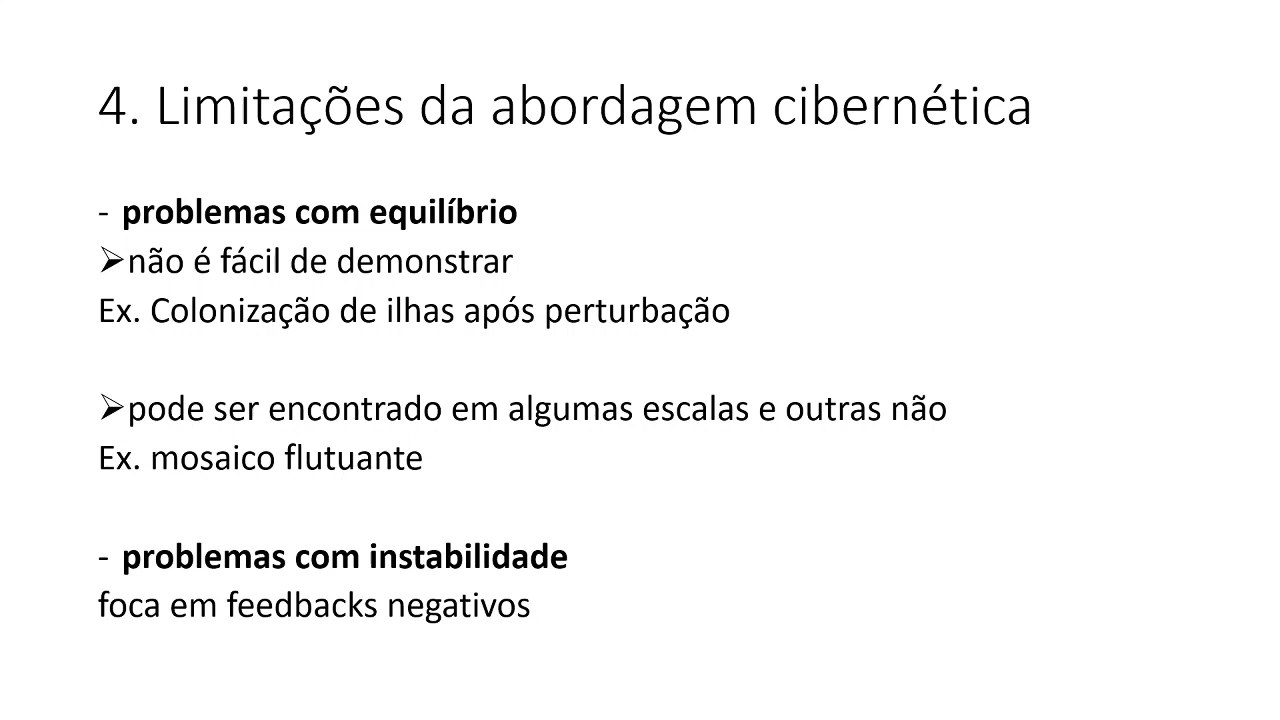 4. Limitações da abordagem cibernética
- problemas com equilíbrio
➢não é fácil de demonstrar
Ex. Colonização de ilhas após perturbação
➢pode ser encontrado em algumas escalas e outras não
Ex. mosaico flutuante
- problemas com instabilidade
foca em feedbacks negativos